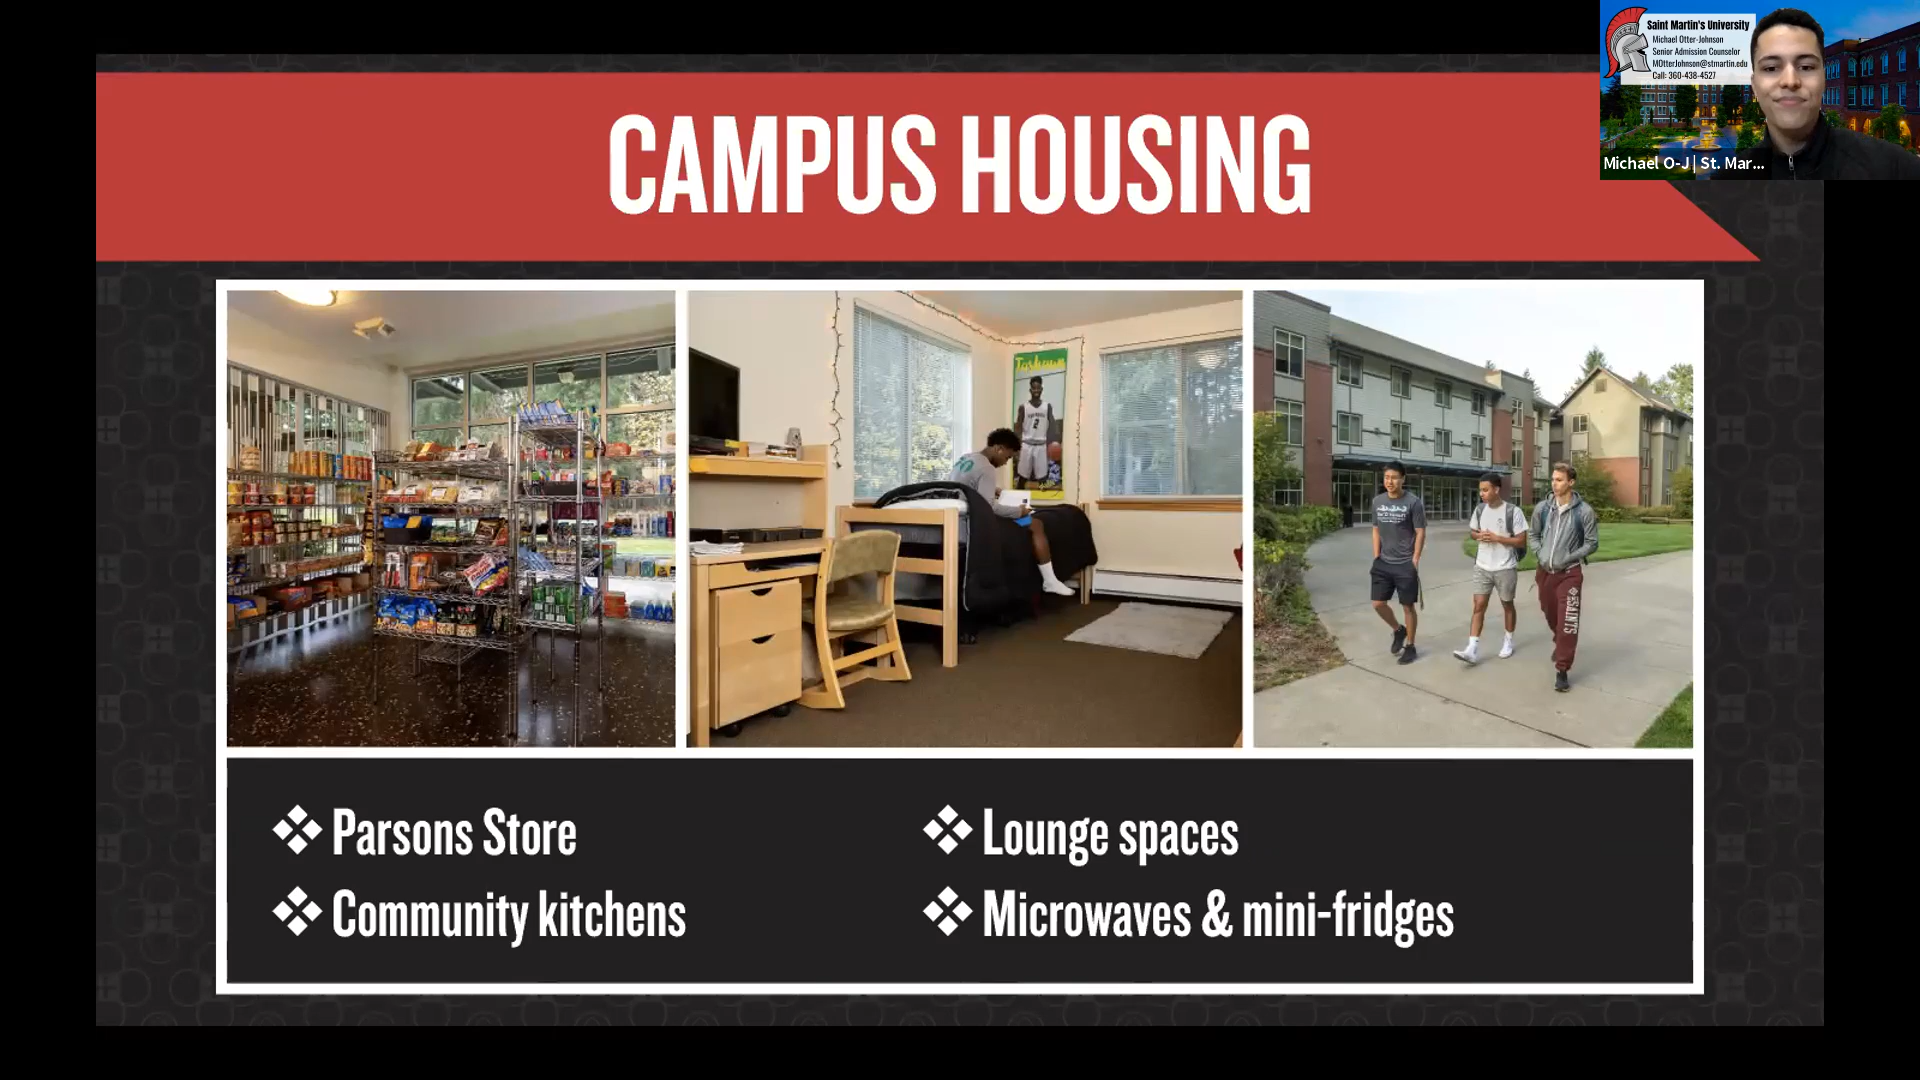 CAMPUS HOUSING
Saint Martin's University
Michael Otter-Johnson
Senior Admission Counselor
MOtterJohnson@stmartin.edu
Call: 360-438-4527
Michael O-J | St. Mar...
2
SAINTS
Parsons Store
Community kitchens
Lounge spaces
Microwaves & mini-fridges